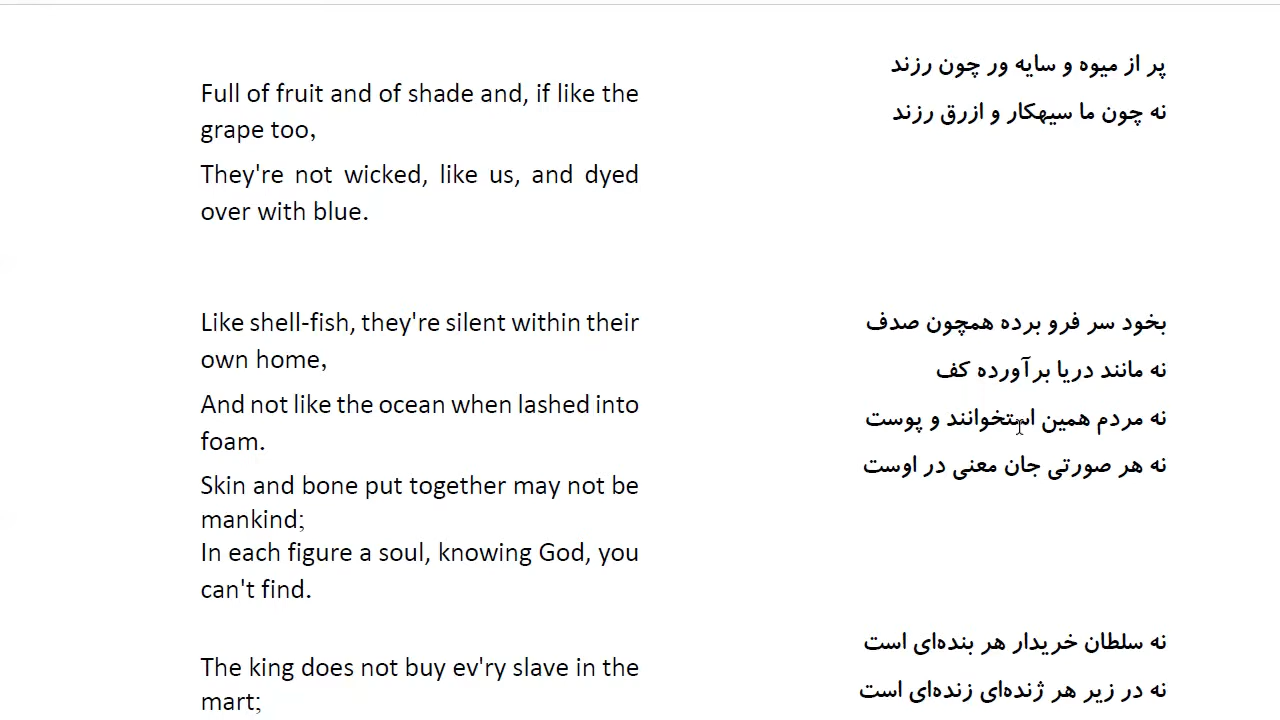 Full of fruit and of shade and, if like the
grape too,
They're not wicked, like us, and dyed
over with blue.
پر از میوه و سایه ور چون رزند
نه چون ما سیهکار و ازرق رزند
Like shell-fish, they're silent within their
own home,
And not like the ocean when lashed into
foam.
Skin and bone put together may not be
mankind;
In each figure a soul, knowing God, you
can't find.
بخود سر فرو برده همچون صدف
نه مانند دریا برآورده کف
نه مردم همین استخوانند و پوست
نه هر صورتی جان معنی در اوست
The king does not buy ev'ry slave in the
mart;
نه سلطان خریدار هر بنده‌ای است
نه در زیر هر ژنده‌ای زنده‌ای است